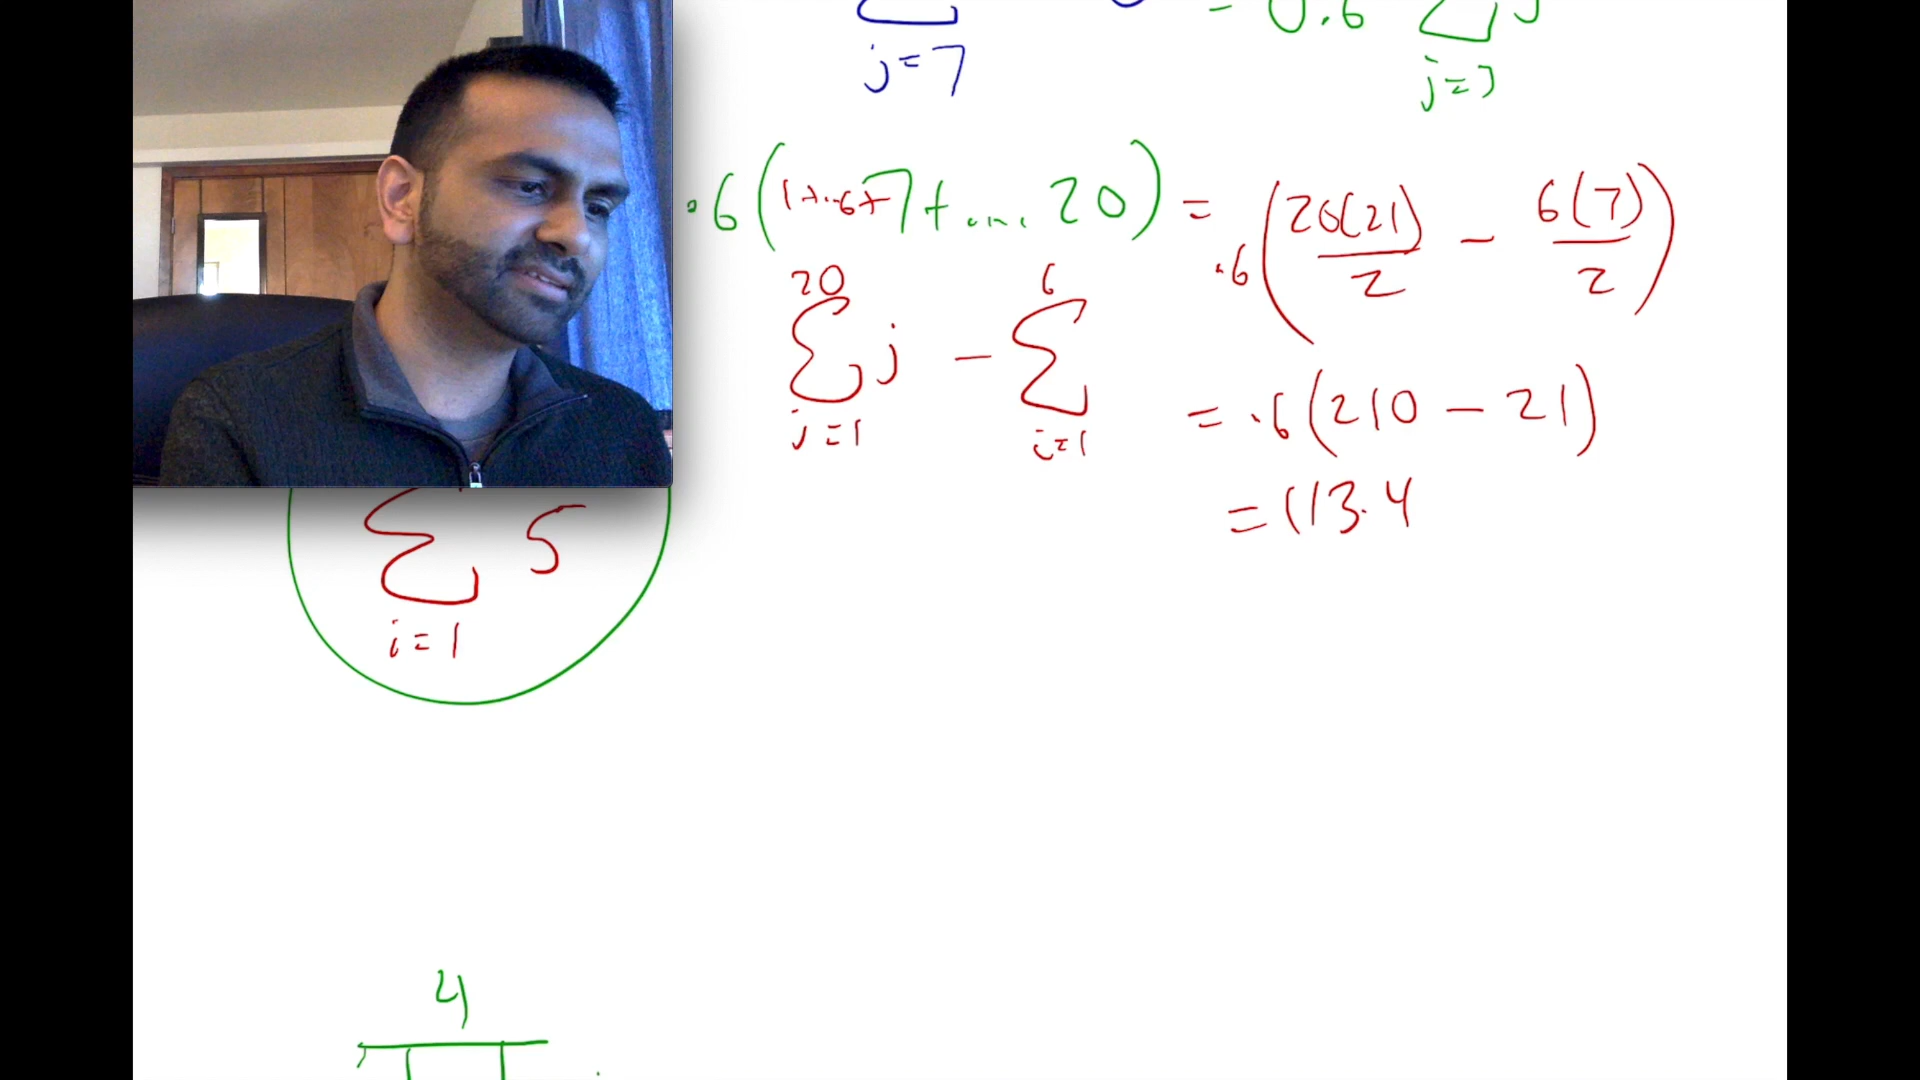 Σ = 0.6 Σ j
j=7 j=7
.6(1+..6+7+.... 20) = .6(20(21)/2 - 6(7)/2)
20 6
Σ j - Σ
j=1 i=1
= .6(210 - 21)
= 113.4
Σ 5
i=1
4